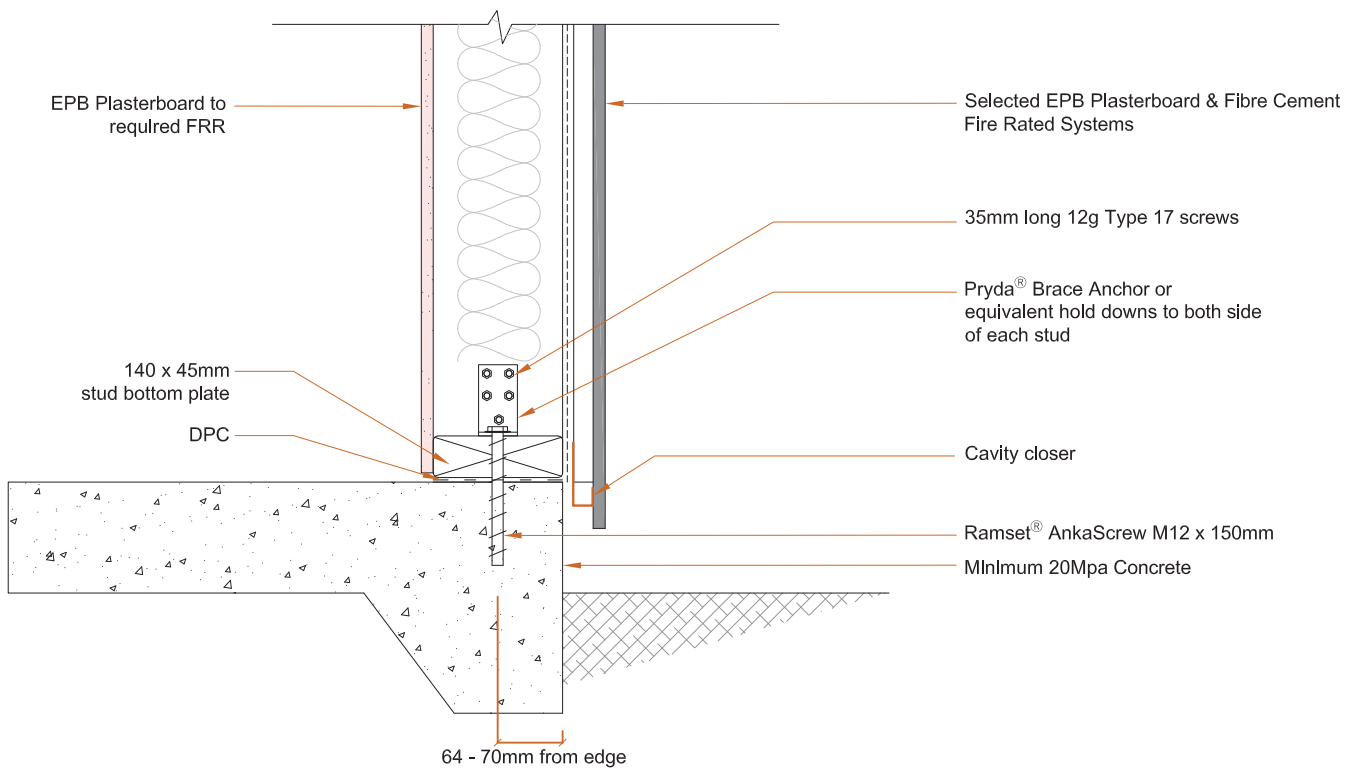 EPB Plasterboard to
required FRR
Selected EPB Plasterboard & Fibre Cement
Fire Rated Systems
35mm long 12g Type 17 screws
Pryda® Brace Anchor or
equivalent hold downs to both side
of each stud
140 x 45mm
stud bottom plate
DPC
Cavity closer
Ramset® AnkaScrew M12 x 150mm
MInImum 20Mpa Concrete
64 - 70mm from edge